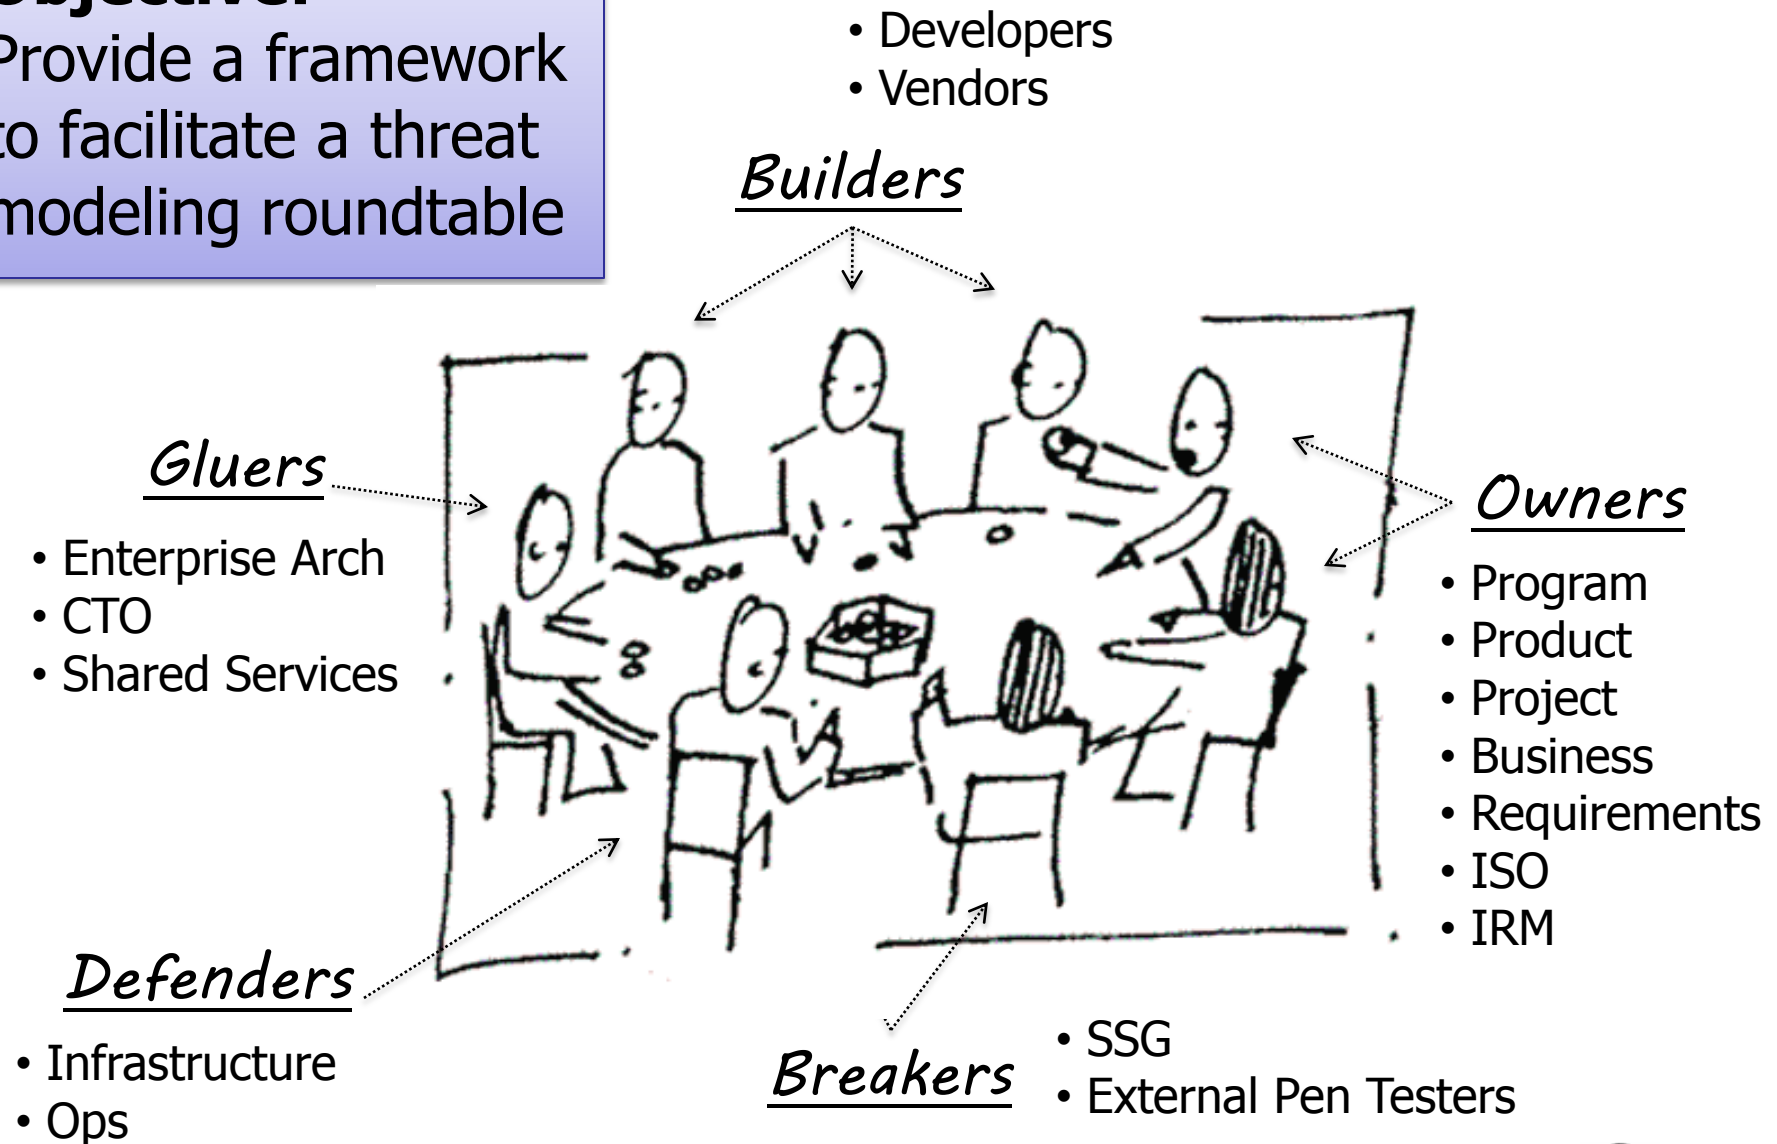 Objective:
Provide a framework
to facilitate a threat
modeling roundtable
• Developers
• Vendors
Builders
Gluers
• Enterprise Arch
• CTO
• Shared Services
Owners
• Program
• Product
• Project
• Business
• Requirements
• ISO
• IRM
Defenders
• Infrastructure
• Ops
Breakers
• SSG
• External Pen Testers